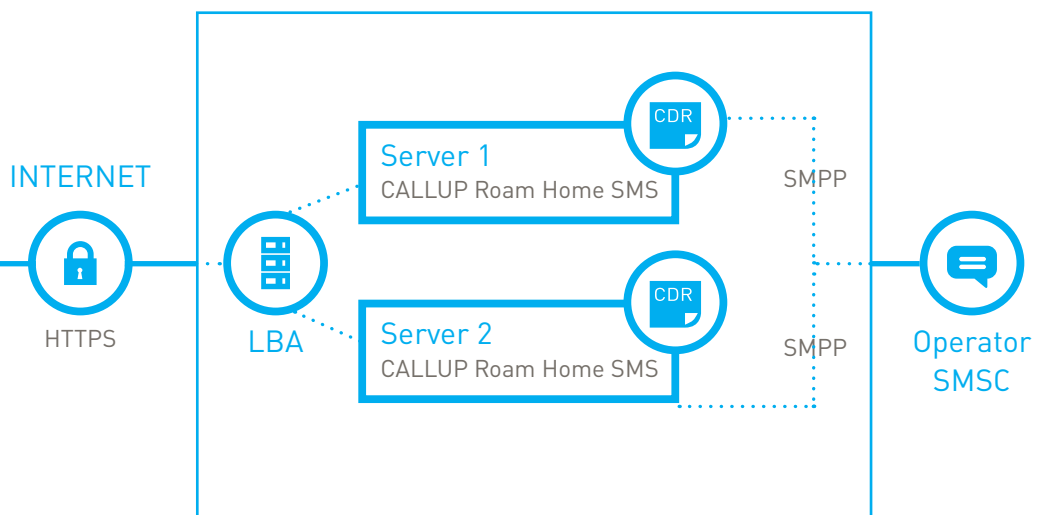 INTERNET
HTTPS
LBA
Server 1
CALLUP Roam Home SMS
CDR
Server 2
CALLUP Roam Home SMS
CDR
SMPP
SMPP
Operator
SMSC